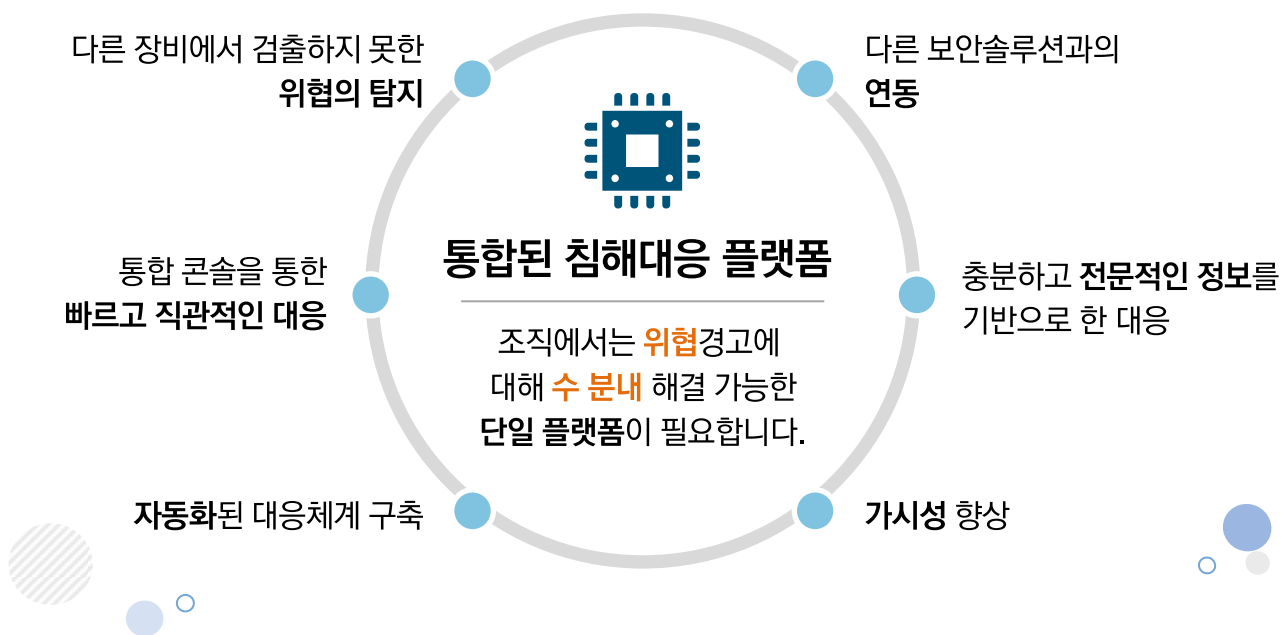 다른 장비에서 검출하지 못한
위협의 탐지
다른 보안솔루션과의
연동
통합된 침해대응 플랫폼
통합 콘솔을 통한
빠르고 직관적인 대응
충분하고 전문적인 정보를
기반으로 한 대응
조직에서는 위협경고에
대해 수 분내 해결 가능한
단일 플랫폼이 필요합니다.
자동화된 대응체계 구축
가시성 향상